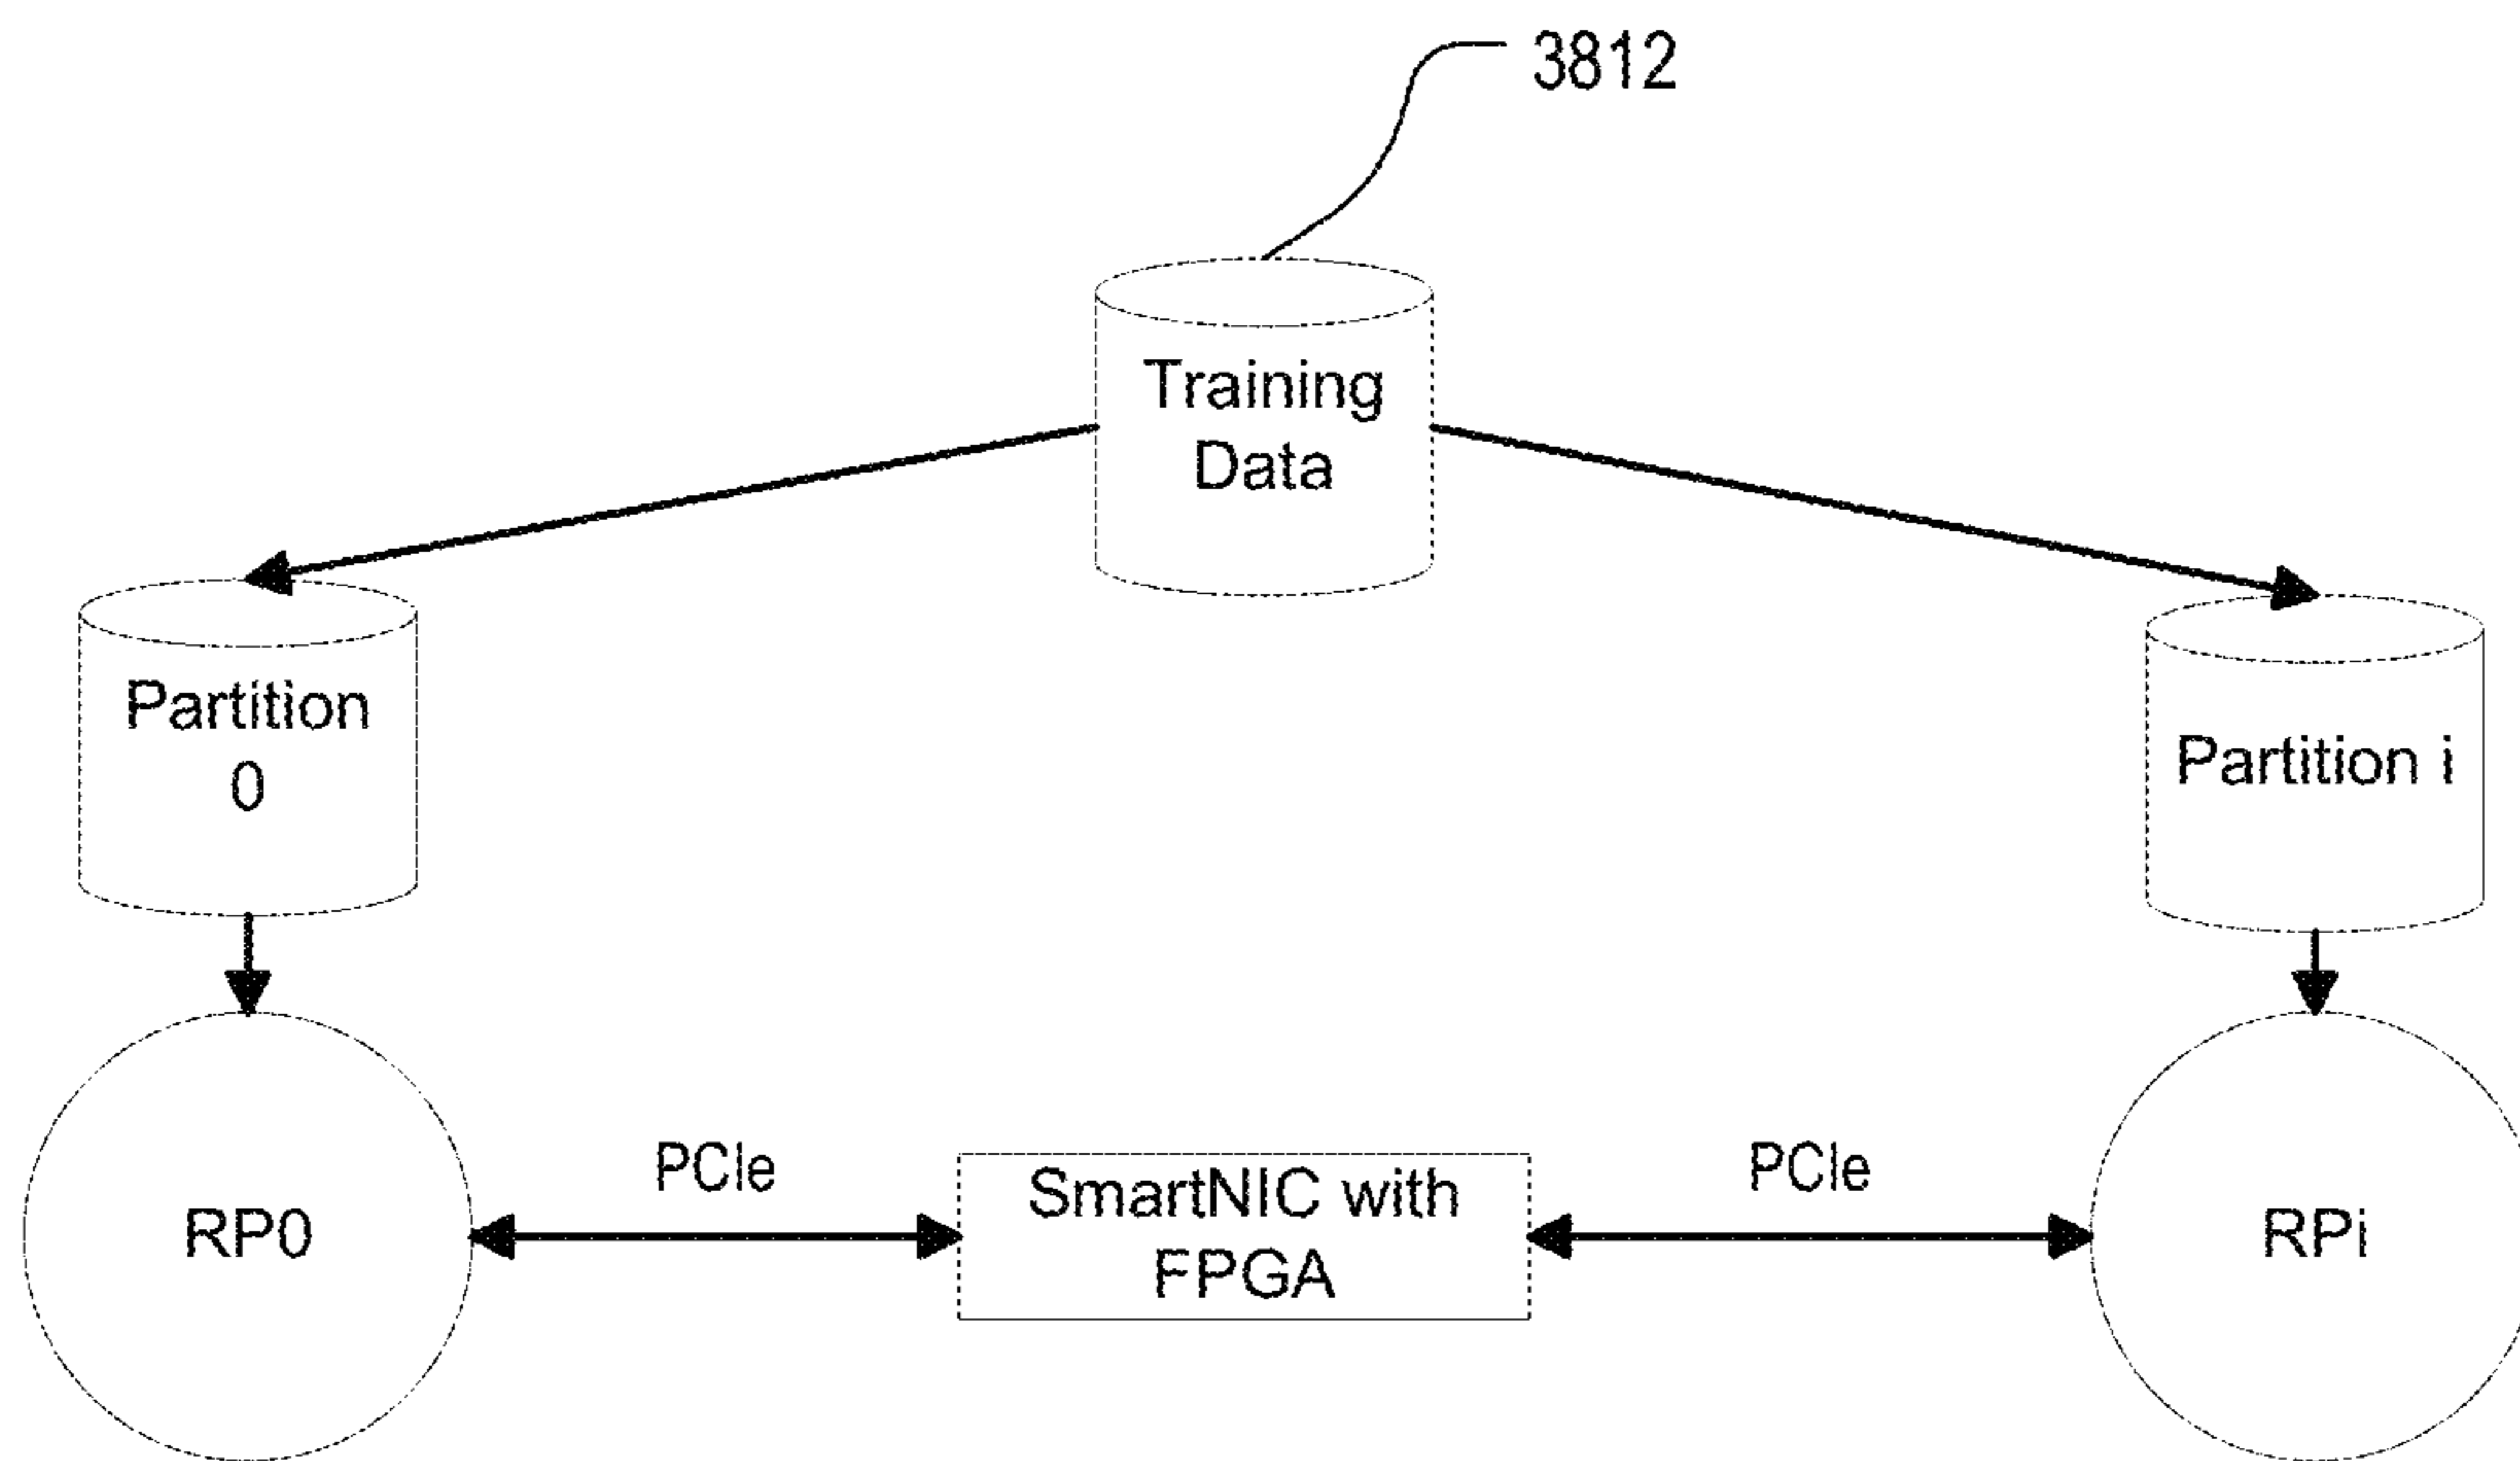 3812
Training
Data
Partition
0
Partition i
PCIe
PCIe
RP0
SmartNIC with
FPGA
RPi